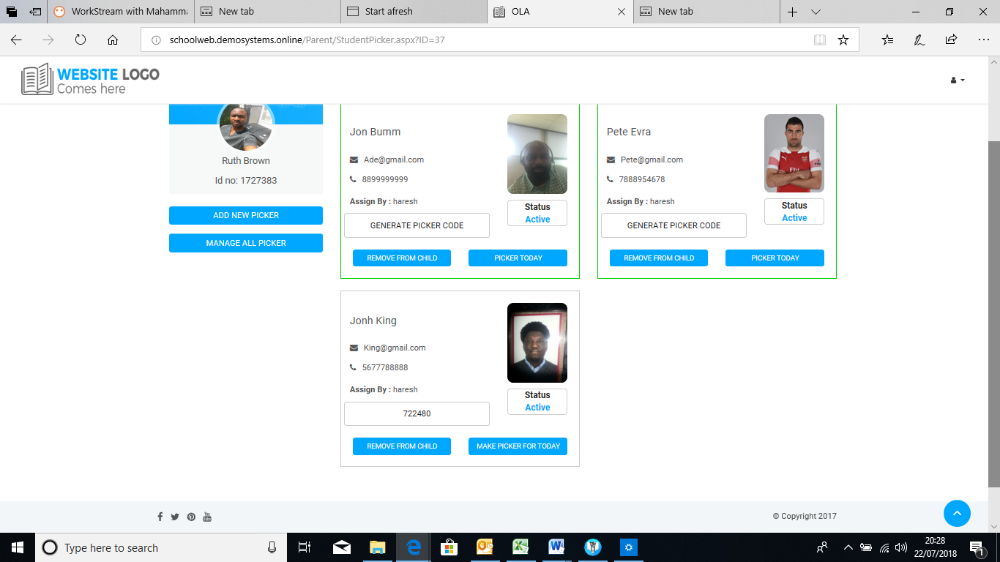 WorkStream with Mahamma
New tab
Start afresh
OLA
New tab
schoolweb.demosystems.online/Parent/StudentPicker.aspx?ID=37
WEBSITE LOGO
Comes here
Ruth Brown
Id no: 1727383
ADD NEW PICKER
MANAGE ALL PICKER
Jon Bumm
Ade@gmail.com
8899999999
Assign By : haresh
GENERATE PICKER CODE
Status
Active
REMOVE FROM CHILD
PICKER TODAY
Pete Evra
Pete@gmail.com
7888954678
Assign By : haresh
GENERATE PICKER CODE
Status
Active
REMOVE FROM CHILD
PICKER TODAY
Jonh King
King@gmail.com
5677788888
Assign By : haresh
722480
Status
Active
REMOVE FROM CHILD
MAKE PICKER FOR TODAY
© Copyright 2017
Type here to search
20:28
22/07/2018
1